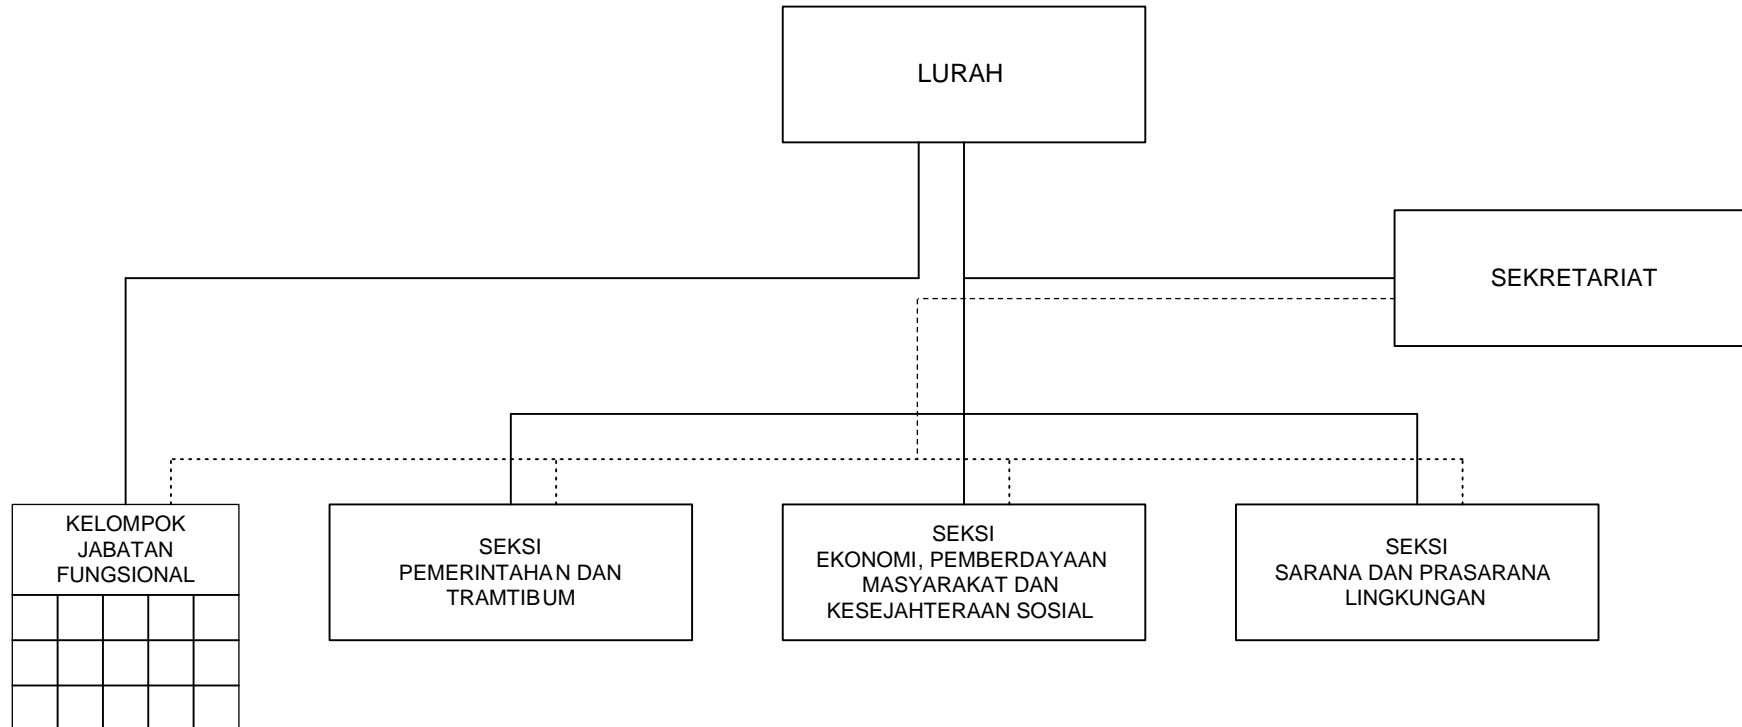 LURAH
SEKRETARIAT
KELOMPOK
JABATAN
FUNGSIONAL
SEKSI
PEMERINTAHAN DAN
TRAMTIBUM
SEKSI
EKONOMI, PEMBERDAYAAN
MASYARAKAT DAN
KESEJAHTERAAN SOSIAL
SEKSI
SARANA DAN PRASARANA
LINGKUNGAN